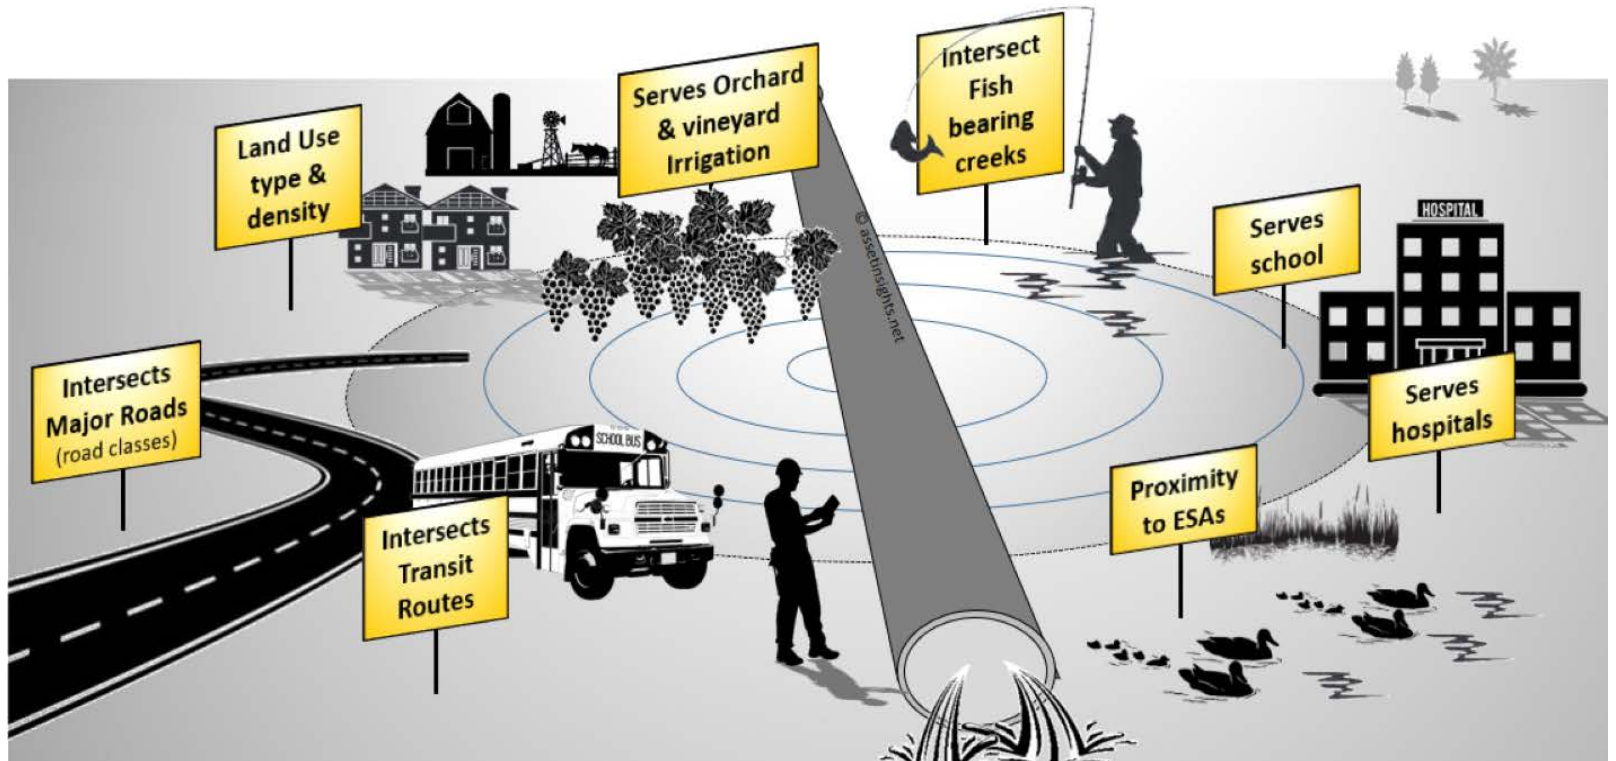 Land Use
type &
density
Serves Orchard
& vineyard
Irrigation
Intersect
Fish
bearing
creeks
HOSPITAL
Serves
school
© assetinsights.net
Intersects
Major Roads
(road classes)
Serves
hospitals
SCHOOL BUS
Intersects
Transit
Routes
Proximity
to ESAs